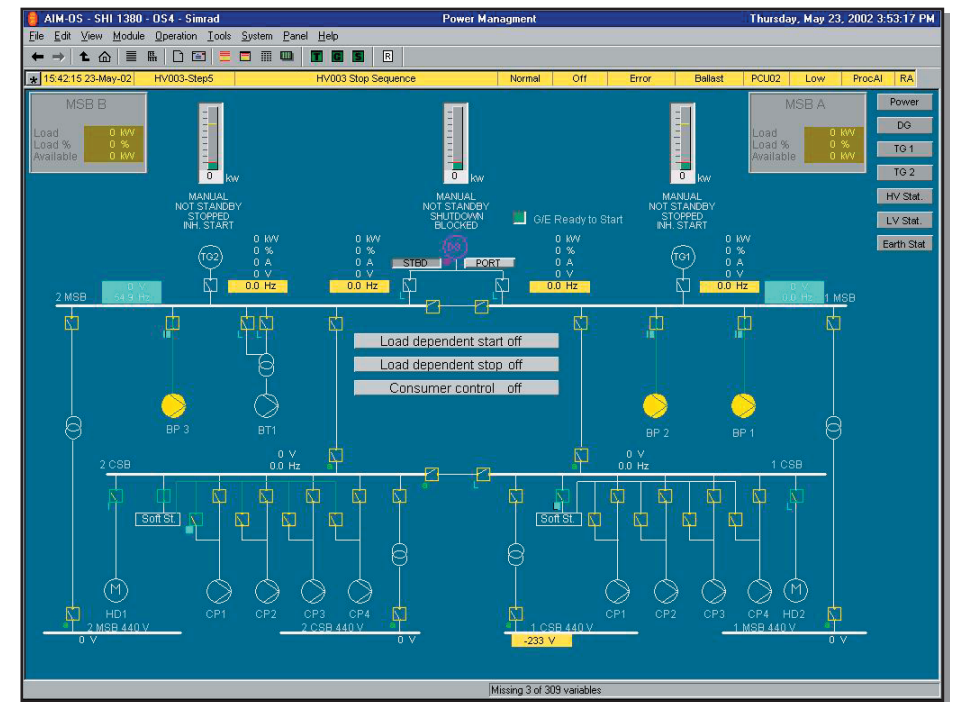 AIM-OS - SHI 1380 - OS4 - Simrad Power Managment Thursday, May 23, 2002 3:53:17 PM
File Edit View Module Operation Tools System Panel Help
T G S R
* 15:42:15 23-May-02 HV003-Step5 HV003 Stop Sequence Normal Off Error Ballast PCU02 Low ProcAl RA
MSB B
Load 0 kW
Load % 0 %
Available 0 kW
MSB A
Load 0 kW
Load % 0 %
Available 0 kW
Power
DG
TG 1
TG 2
HV Stat.
LV Stat.
Earth Stat
0 kw
MANUAL
NOT STANDBY
STOPPED
INH. START
0 kw
MANUAL
NOT STANDBY
SHUTDOWN
BLOCKED
G/E Ready to Start
0 kw
MANUAL
NOT STANDBY
STOPPED
INH. START
TG2
0 kW
0 %
0 A
0 V
0.0 Hz
0 kW
0 %
0 A
0 V
0.0 Hz
DG
STBD PORT
0 kW
0 %
0 A
0 V
0.0 Hz
TG1
0 kW
0 %
0 A
0 V
0.0 Hz
2 MSB
0 V
54.9 Hz
0 V
0.0 Hz
1 MSB
Load dependent start off
Load dependent stop off
Consumer control off
BP 3 BT1 BP 2 BP 1
2 CSB
0 V
0.0 Hz
0 V
0.0 Hz
1 CSB
Soft St. Soft St.
M M
HD1 CP1 CP2 CP3 CP4 CP1 CP2 CP3 CP4 HD2
2 MSB 440 V 2 CSB 440 V 1 CSB 440 V 1 MSB 440 V
0 V 0 V -233 V 0 V
Missing 3 of 309 variables